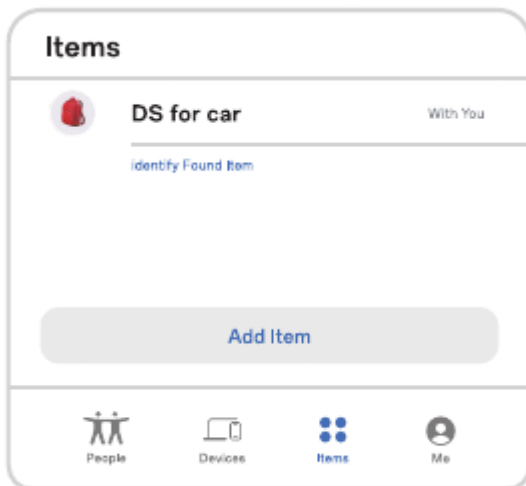 Items
DS for car
With You
identify Found Item
Add Item
People
Devices
Items
Me